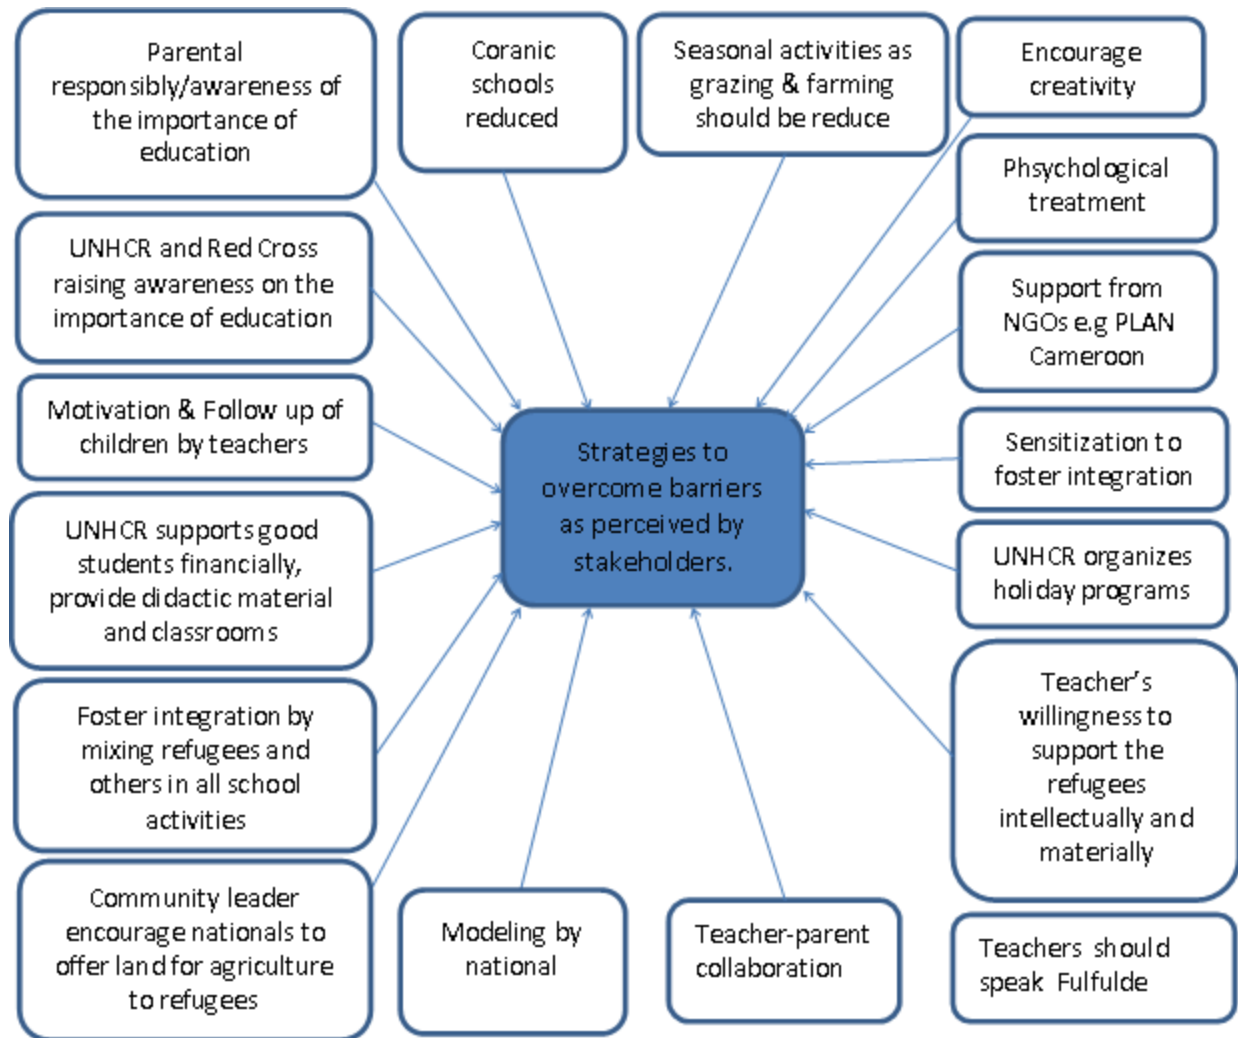 Parental
responsibly/awareness of
the importance of
education
Coranic
schools
reduced
Seasonal activities as
grazing & farming
should be reduce
Encourage
creativity
Phsychological
treatment
UNHCR and Red Cross
raising awareness on the
importance of education
Support from
NGOs e.g PLAN
Cameroon
Motivation & Follow up of
children by teachers
Strategies to
overcome barriers
as perceived by
stakeholders.
Sensitization to
foster integration
UNHCR supports good
students financially,
provide didactic material
and classrooms
UNHCR organizes
holiday programs
Foster integration by
mixing refugees and
others in all school
activities
Teacher’s
willingness to
support the
refugees
intellectually and
materially
Community leader
encourage nationals to
offer land for agriculture
to refugees
Modeling by
national
Teacher-parent
collaboration
Teachers should
speak Fulfulde